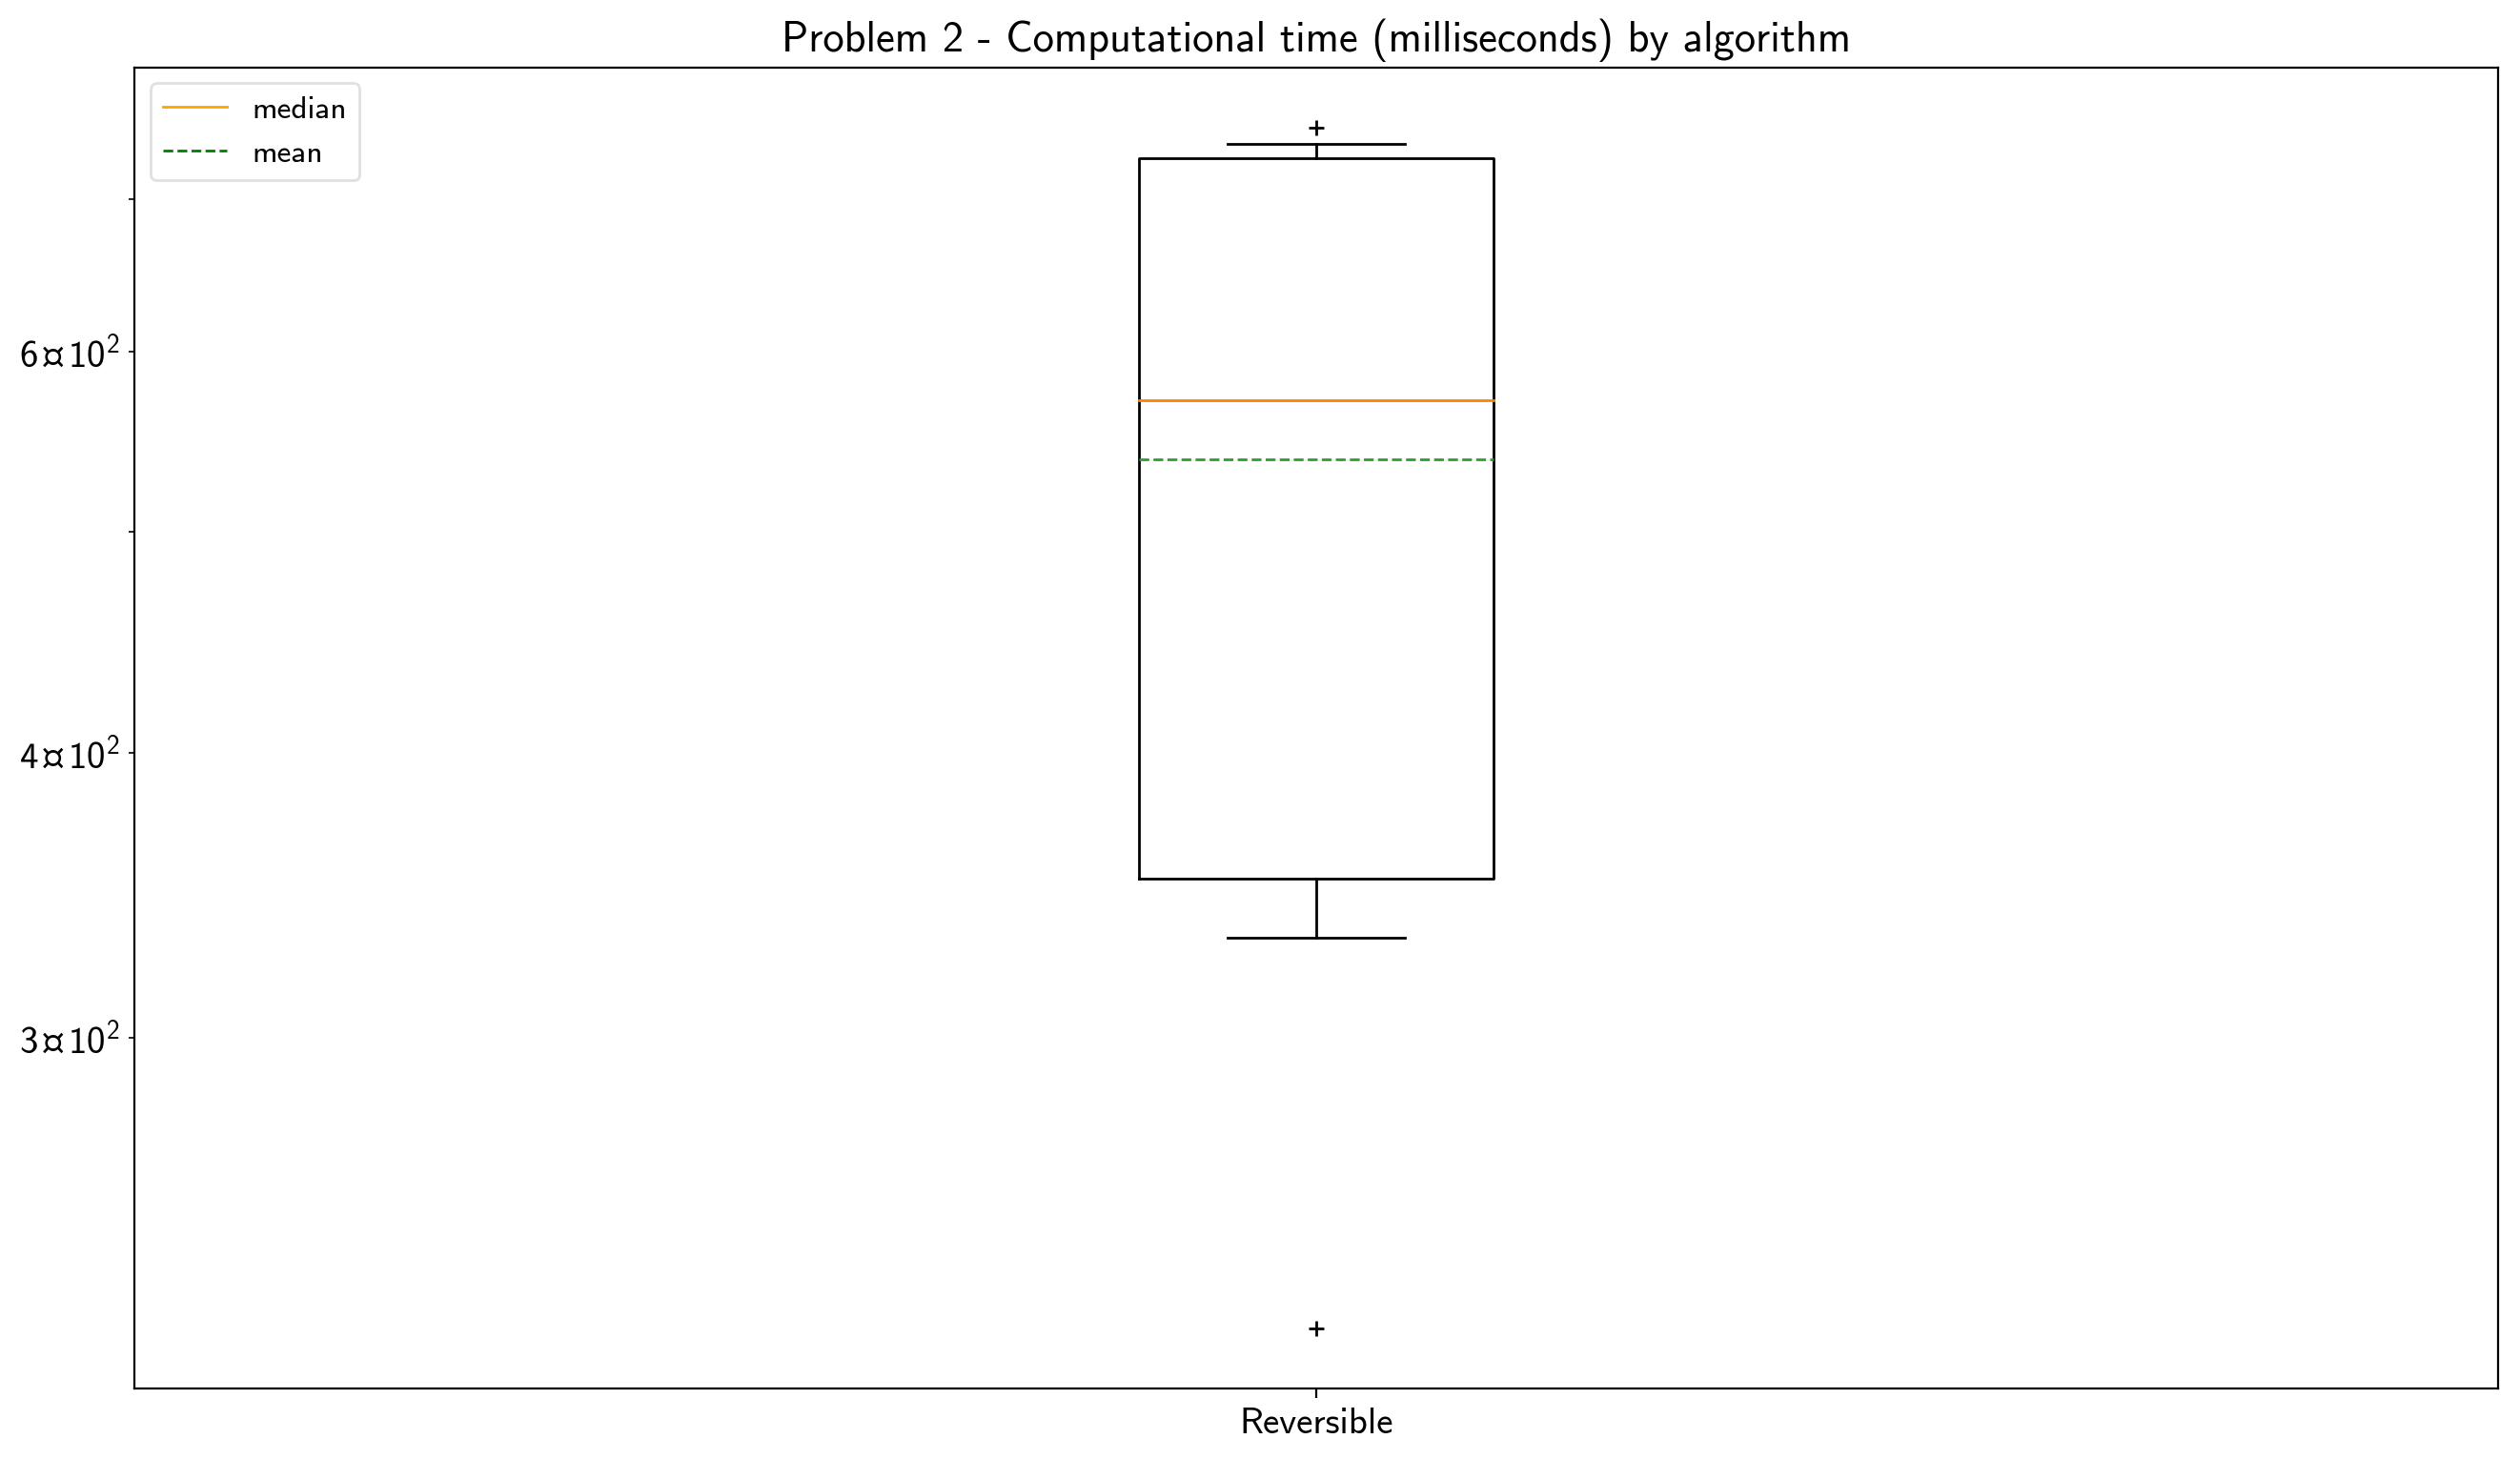 Problem 2 - Computational time (milliseconds) by algorithm
median
mean
6¤10²
4¤10²
3¤10²
Reversible